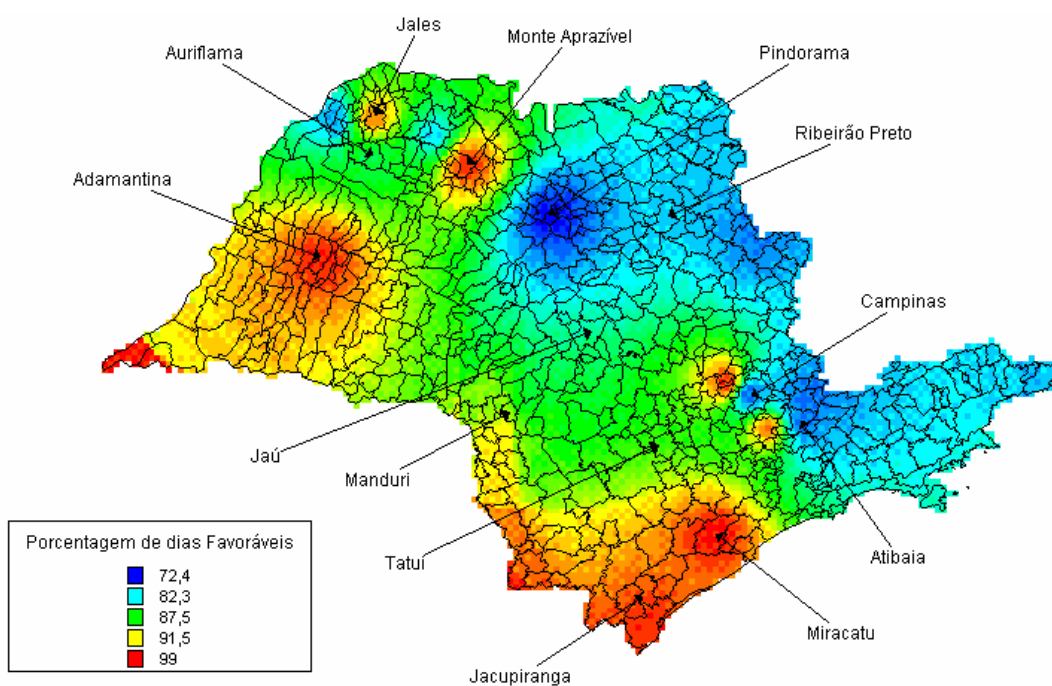 Jales
Auriflama
Monte Aprazível
Pindorama
Ribeirão Preto
Adamantina
Campinas
Jaú
Manduri
Tatuí
Atibaia
Miracatu
Jacupiranga
Porcentagem de dias Favoráveis
72,4
82,3
87,5
91,5
99